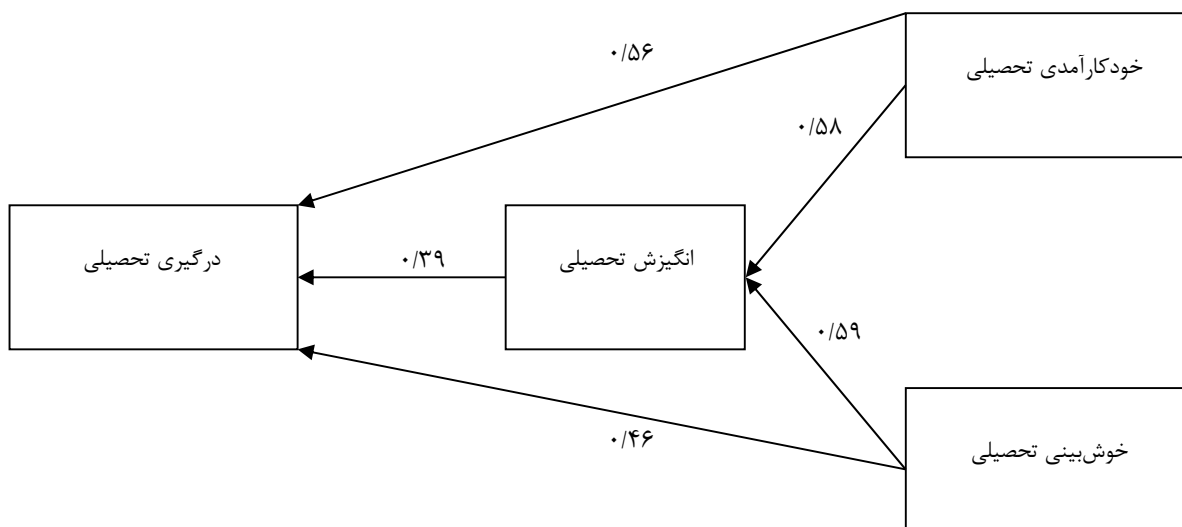 خودکارآمدی تحصیلی
۰/۵۶
۰/۵۸
انگیزش تحصیلی
۰/۳۹
درگیری تحصیلی
۰/۵۹
۰/۴۶
خوش‌بینی تحصیلی